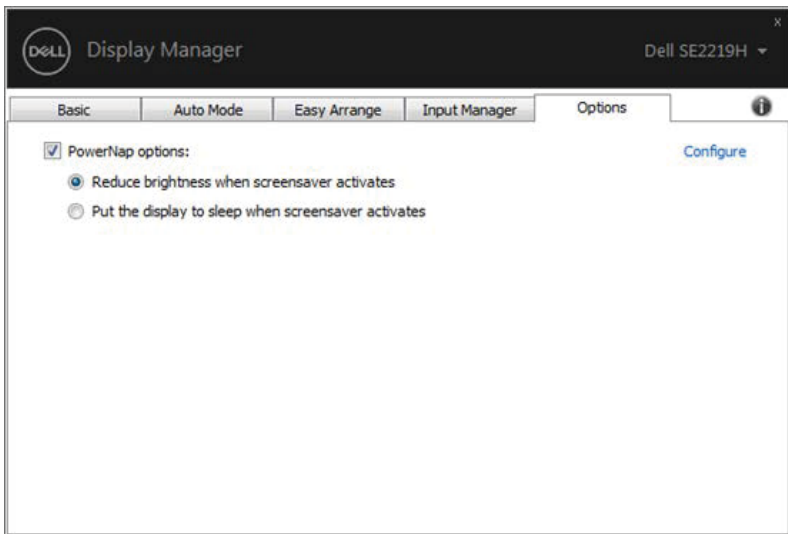 x
DELL Display Manager Dell SE2219H
Basic Auto Mode Easy Arrange Input Manager Options i
PowerNap options: Configure
Reduce brightness when screensaver activates
Put the display to sleep when screensaver activates